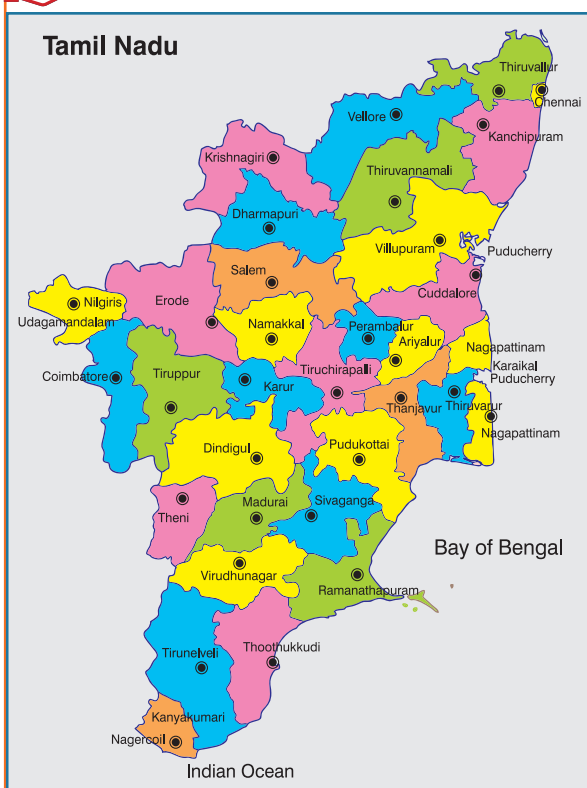 Tamil Nadu
Thiruvallur
Chennai
Vellore
Kanchipuram
Krishnagiri
Thiruvannamali
Dharmapuri
Villupuram
Puducherry
Salem
Cuddalore
Nilgiris
Erode
Udagamandalam
Namakkal
Perambalur
Ariyalur
Nagapattinam
Karaikal
Puducherry
Coimbatore
Tiruppur
Karur
Tiruchirapalli
Thanjavur
Thiruvarur
Nagapattinam
Dindigul
Pudukottai
Theni
Madurai
Sivaganga
Bay of Bengal
Virudhunagar
Ramanathapuram
Tirunelveli
Thoothukkudi
Kanyakumari
Nagercoil
Indian Ocean